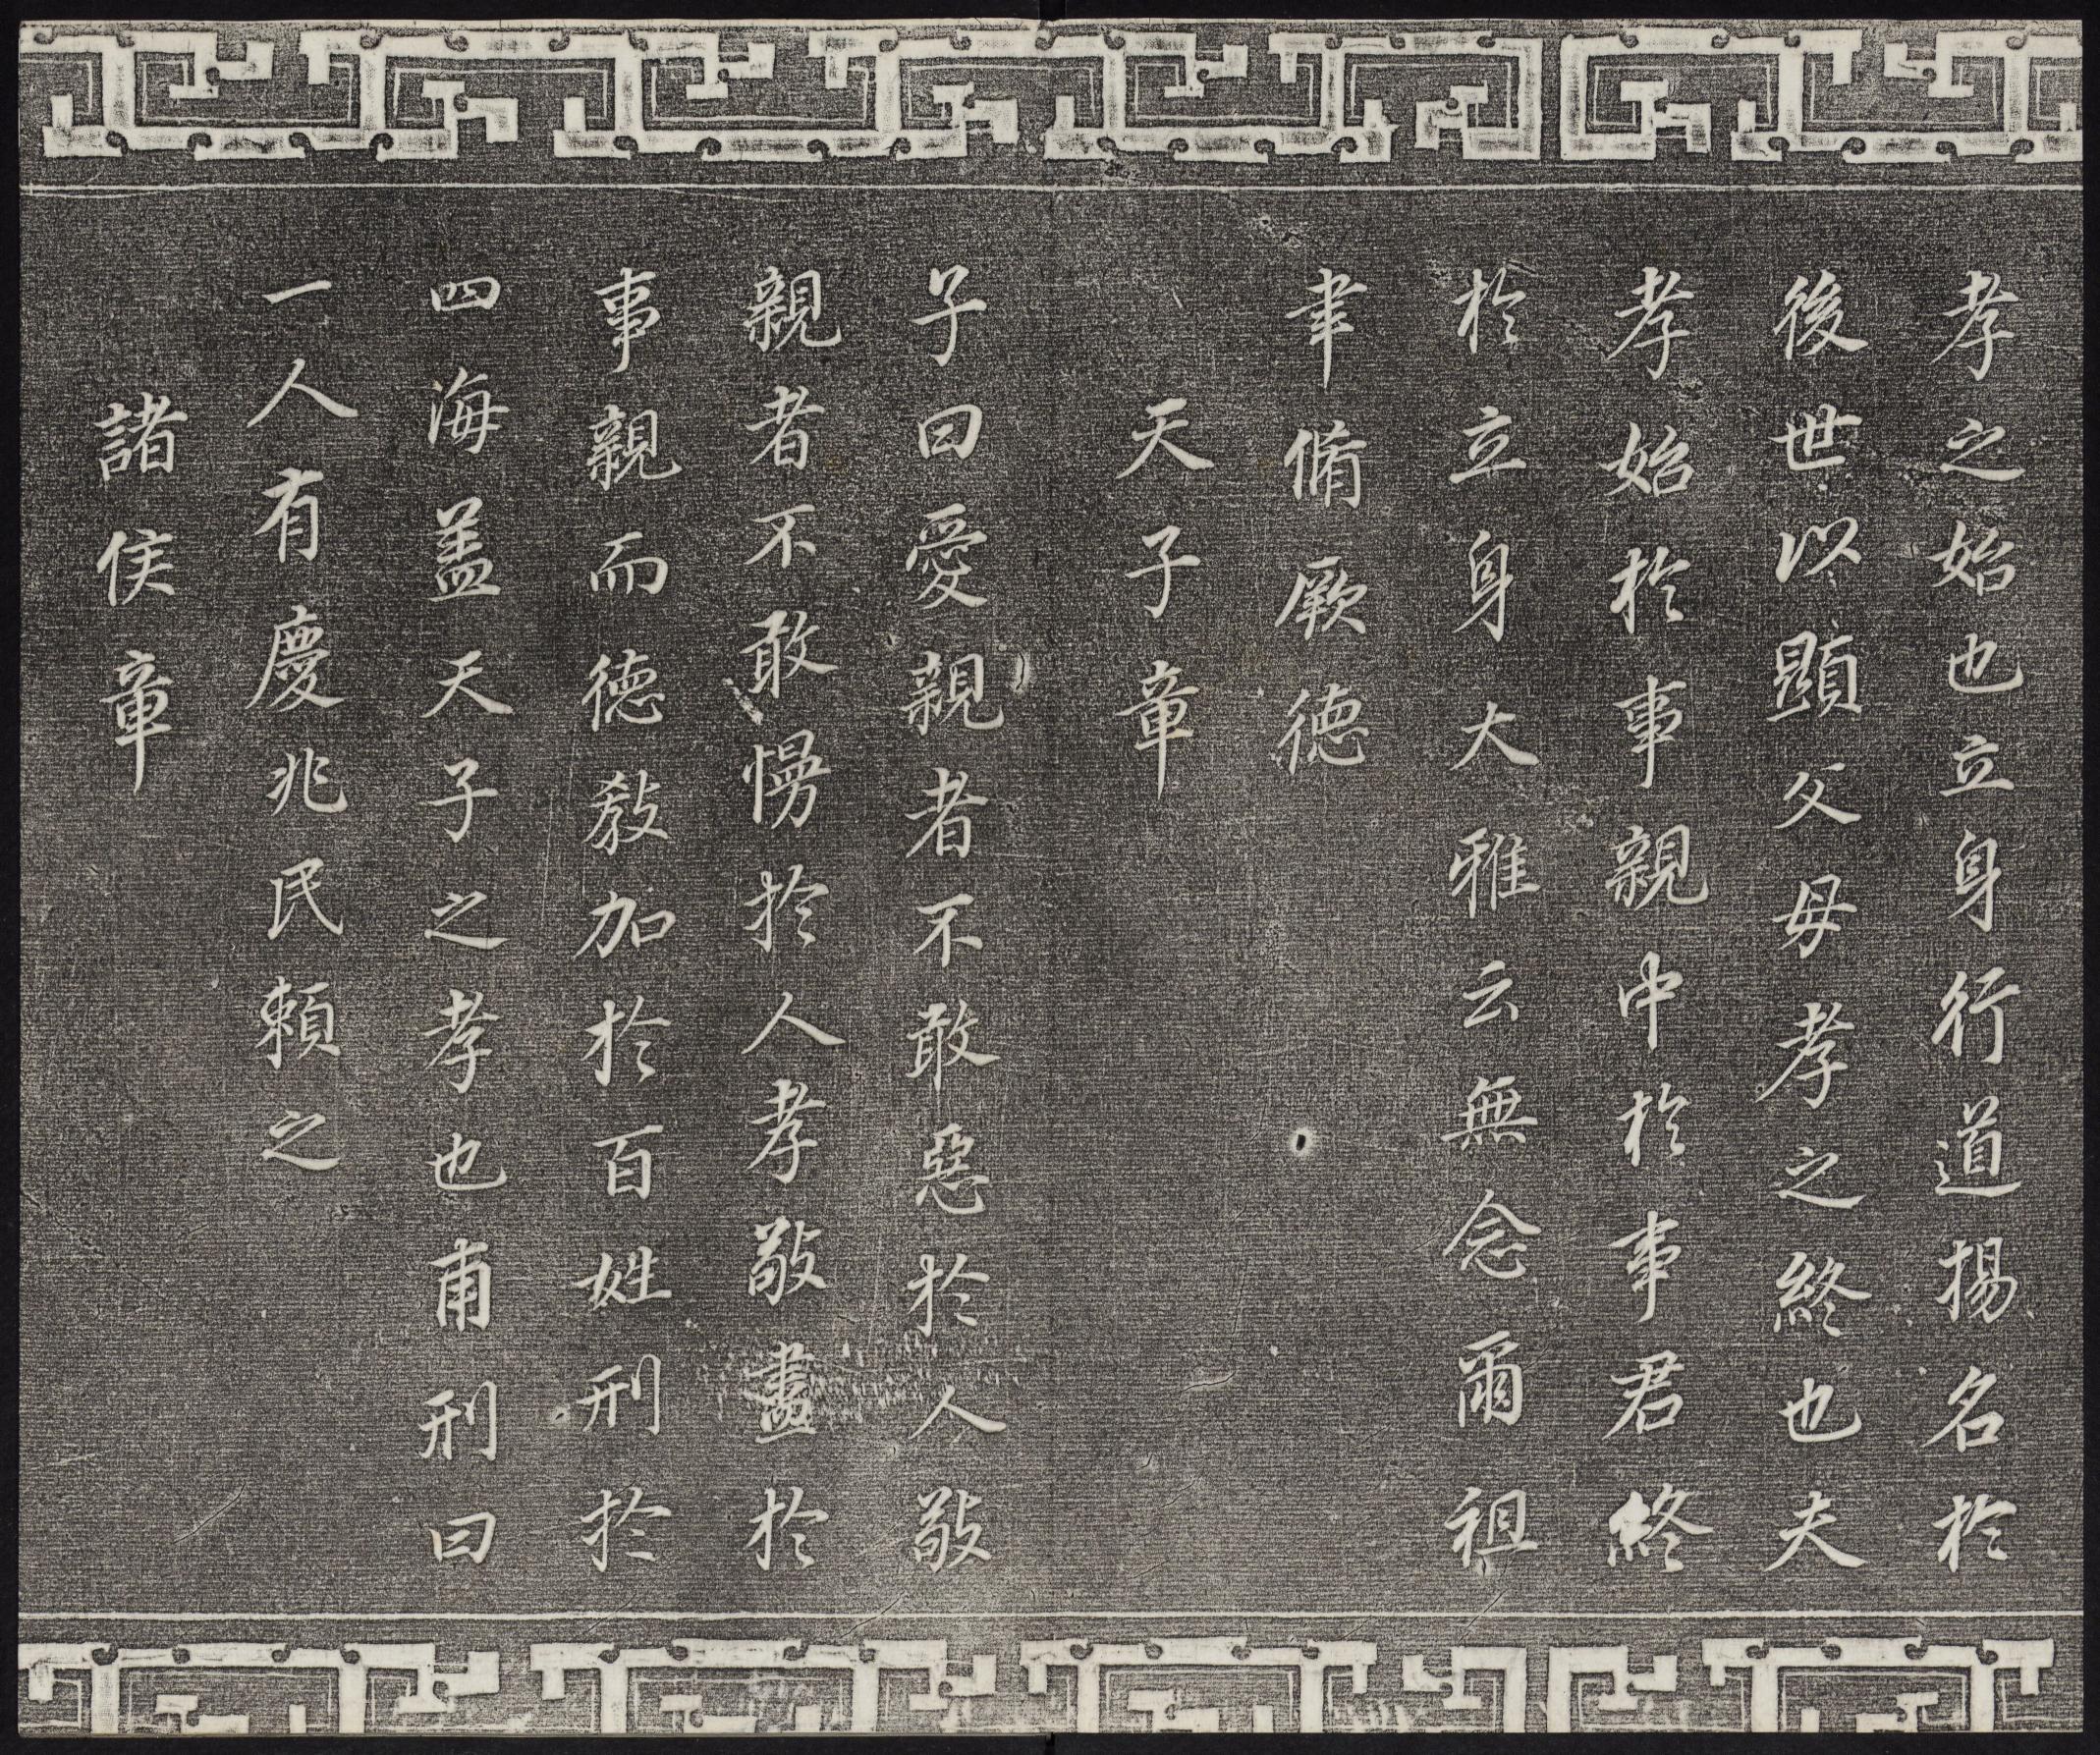 孝之始也立身行道揚名於
後世以顯父母孝之終也夫
孝始於事親中於事君終
於立身大雅云無念爾祖
聿脩厥德
天子章
子曰愛親者不敢惡於人敬
親者不敢慢於人孝敬盡於
事親而德教加於百姓刑於
四海盖天子之孝也甫刑曰
一人有慶兆民賴之
諸侯章